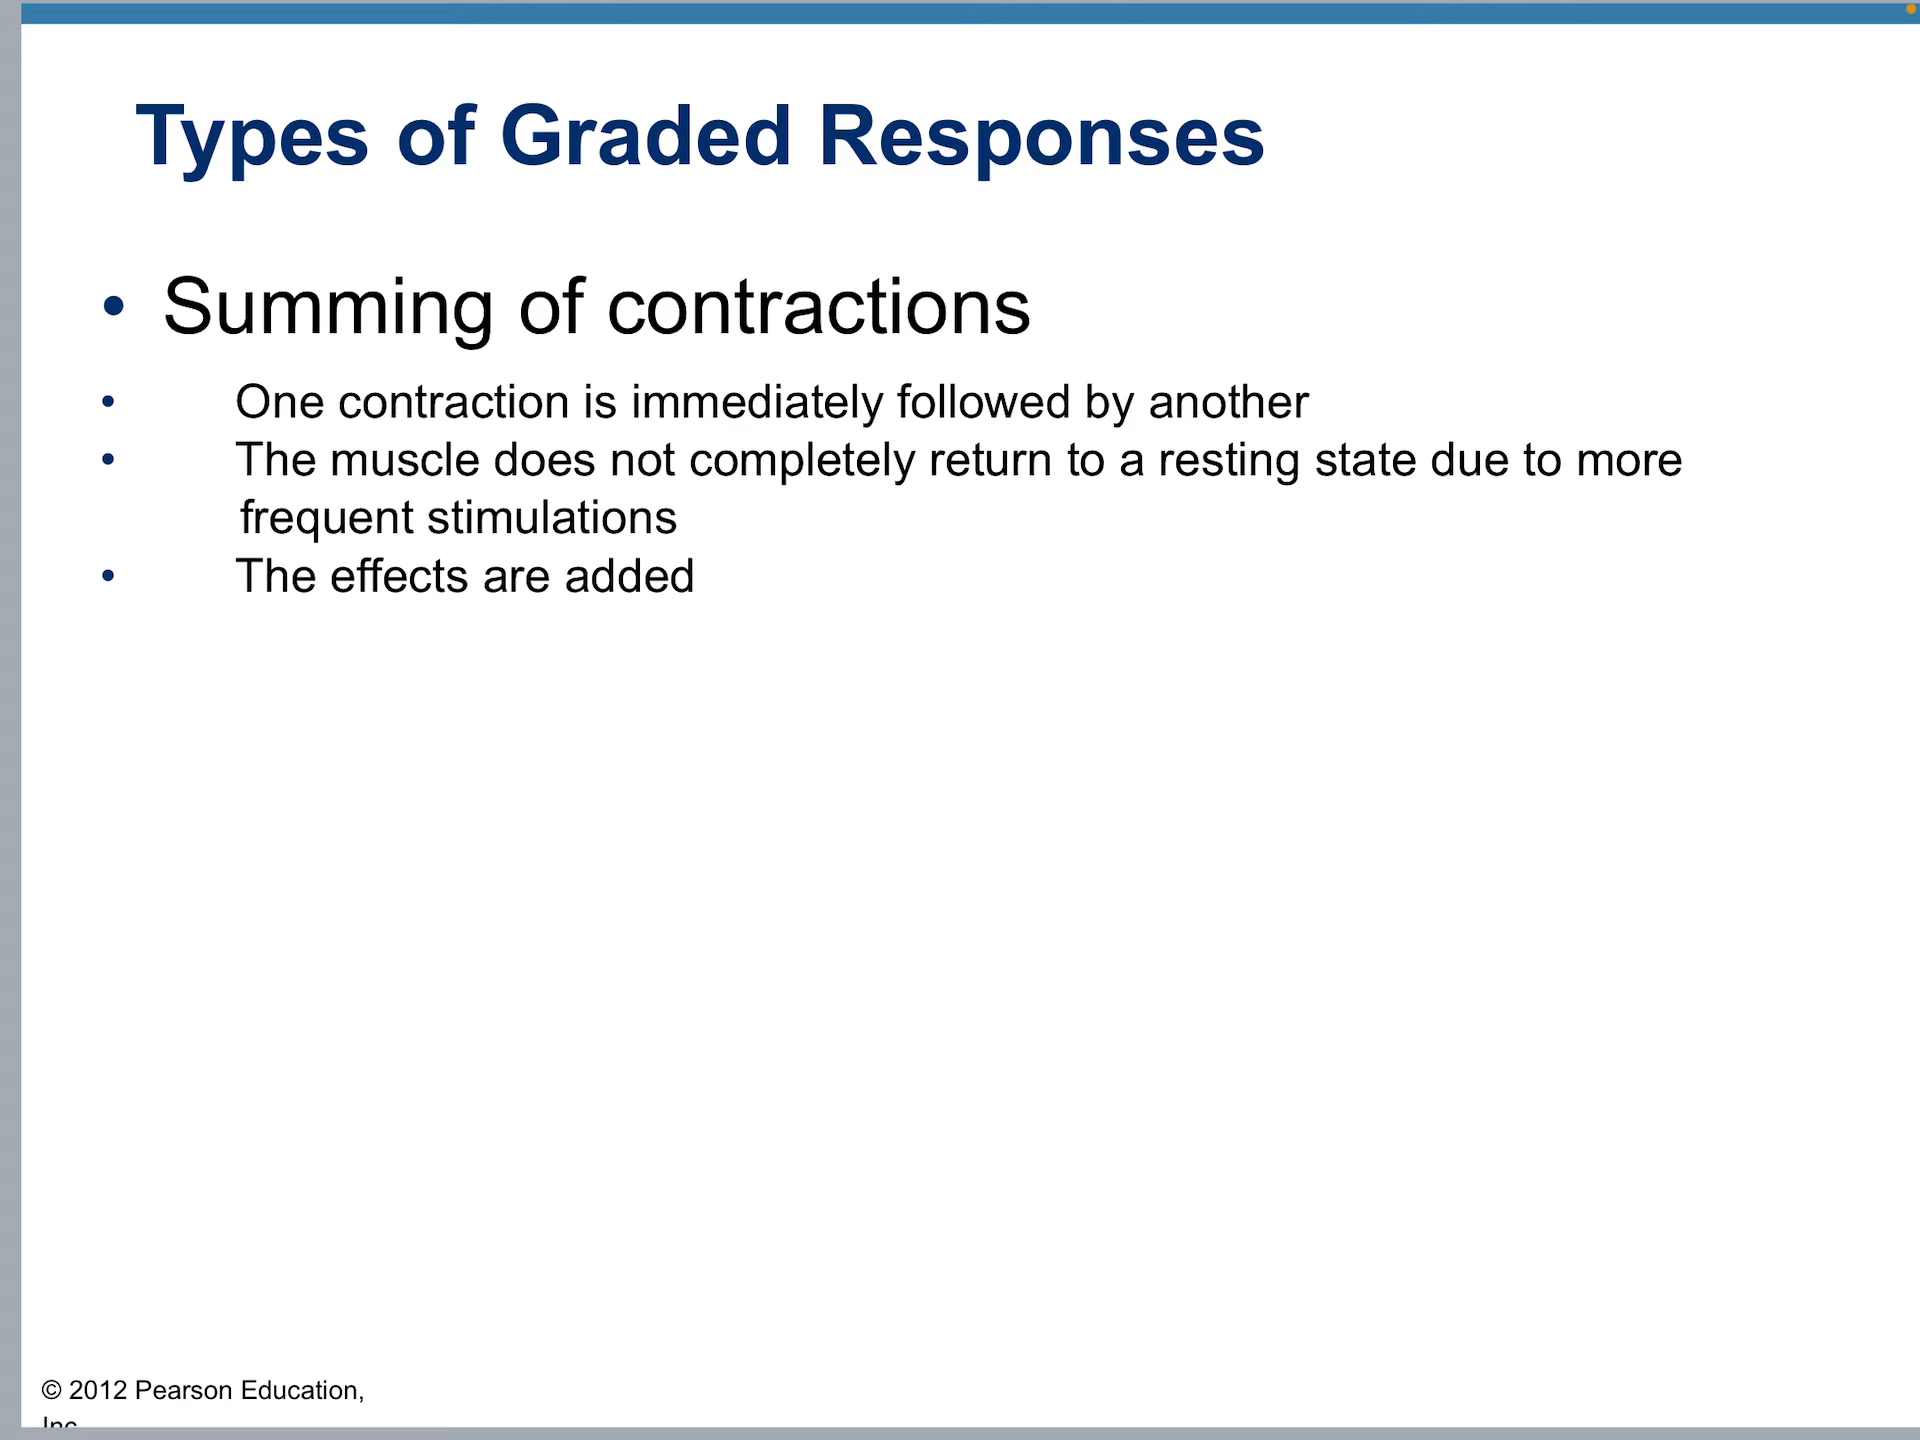 Types of Graded Responses
• Summing of contractions
• One contraction is immediately followed by another
• The muscle does not completely return to a resting state due to more
frequent stimulations
• The effects are added
© 2012 Pearson Education,
Inc